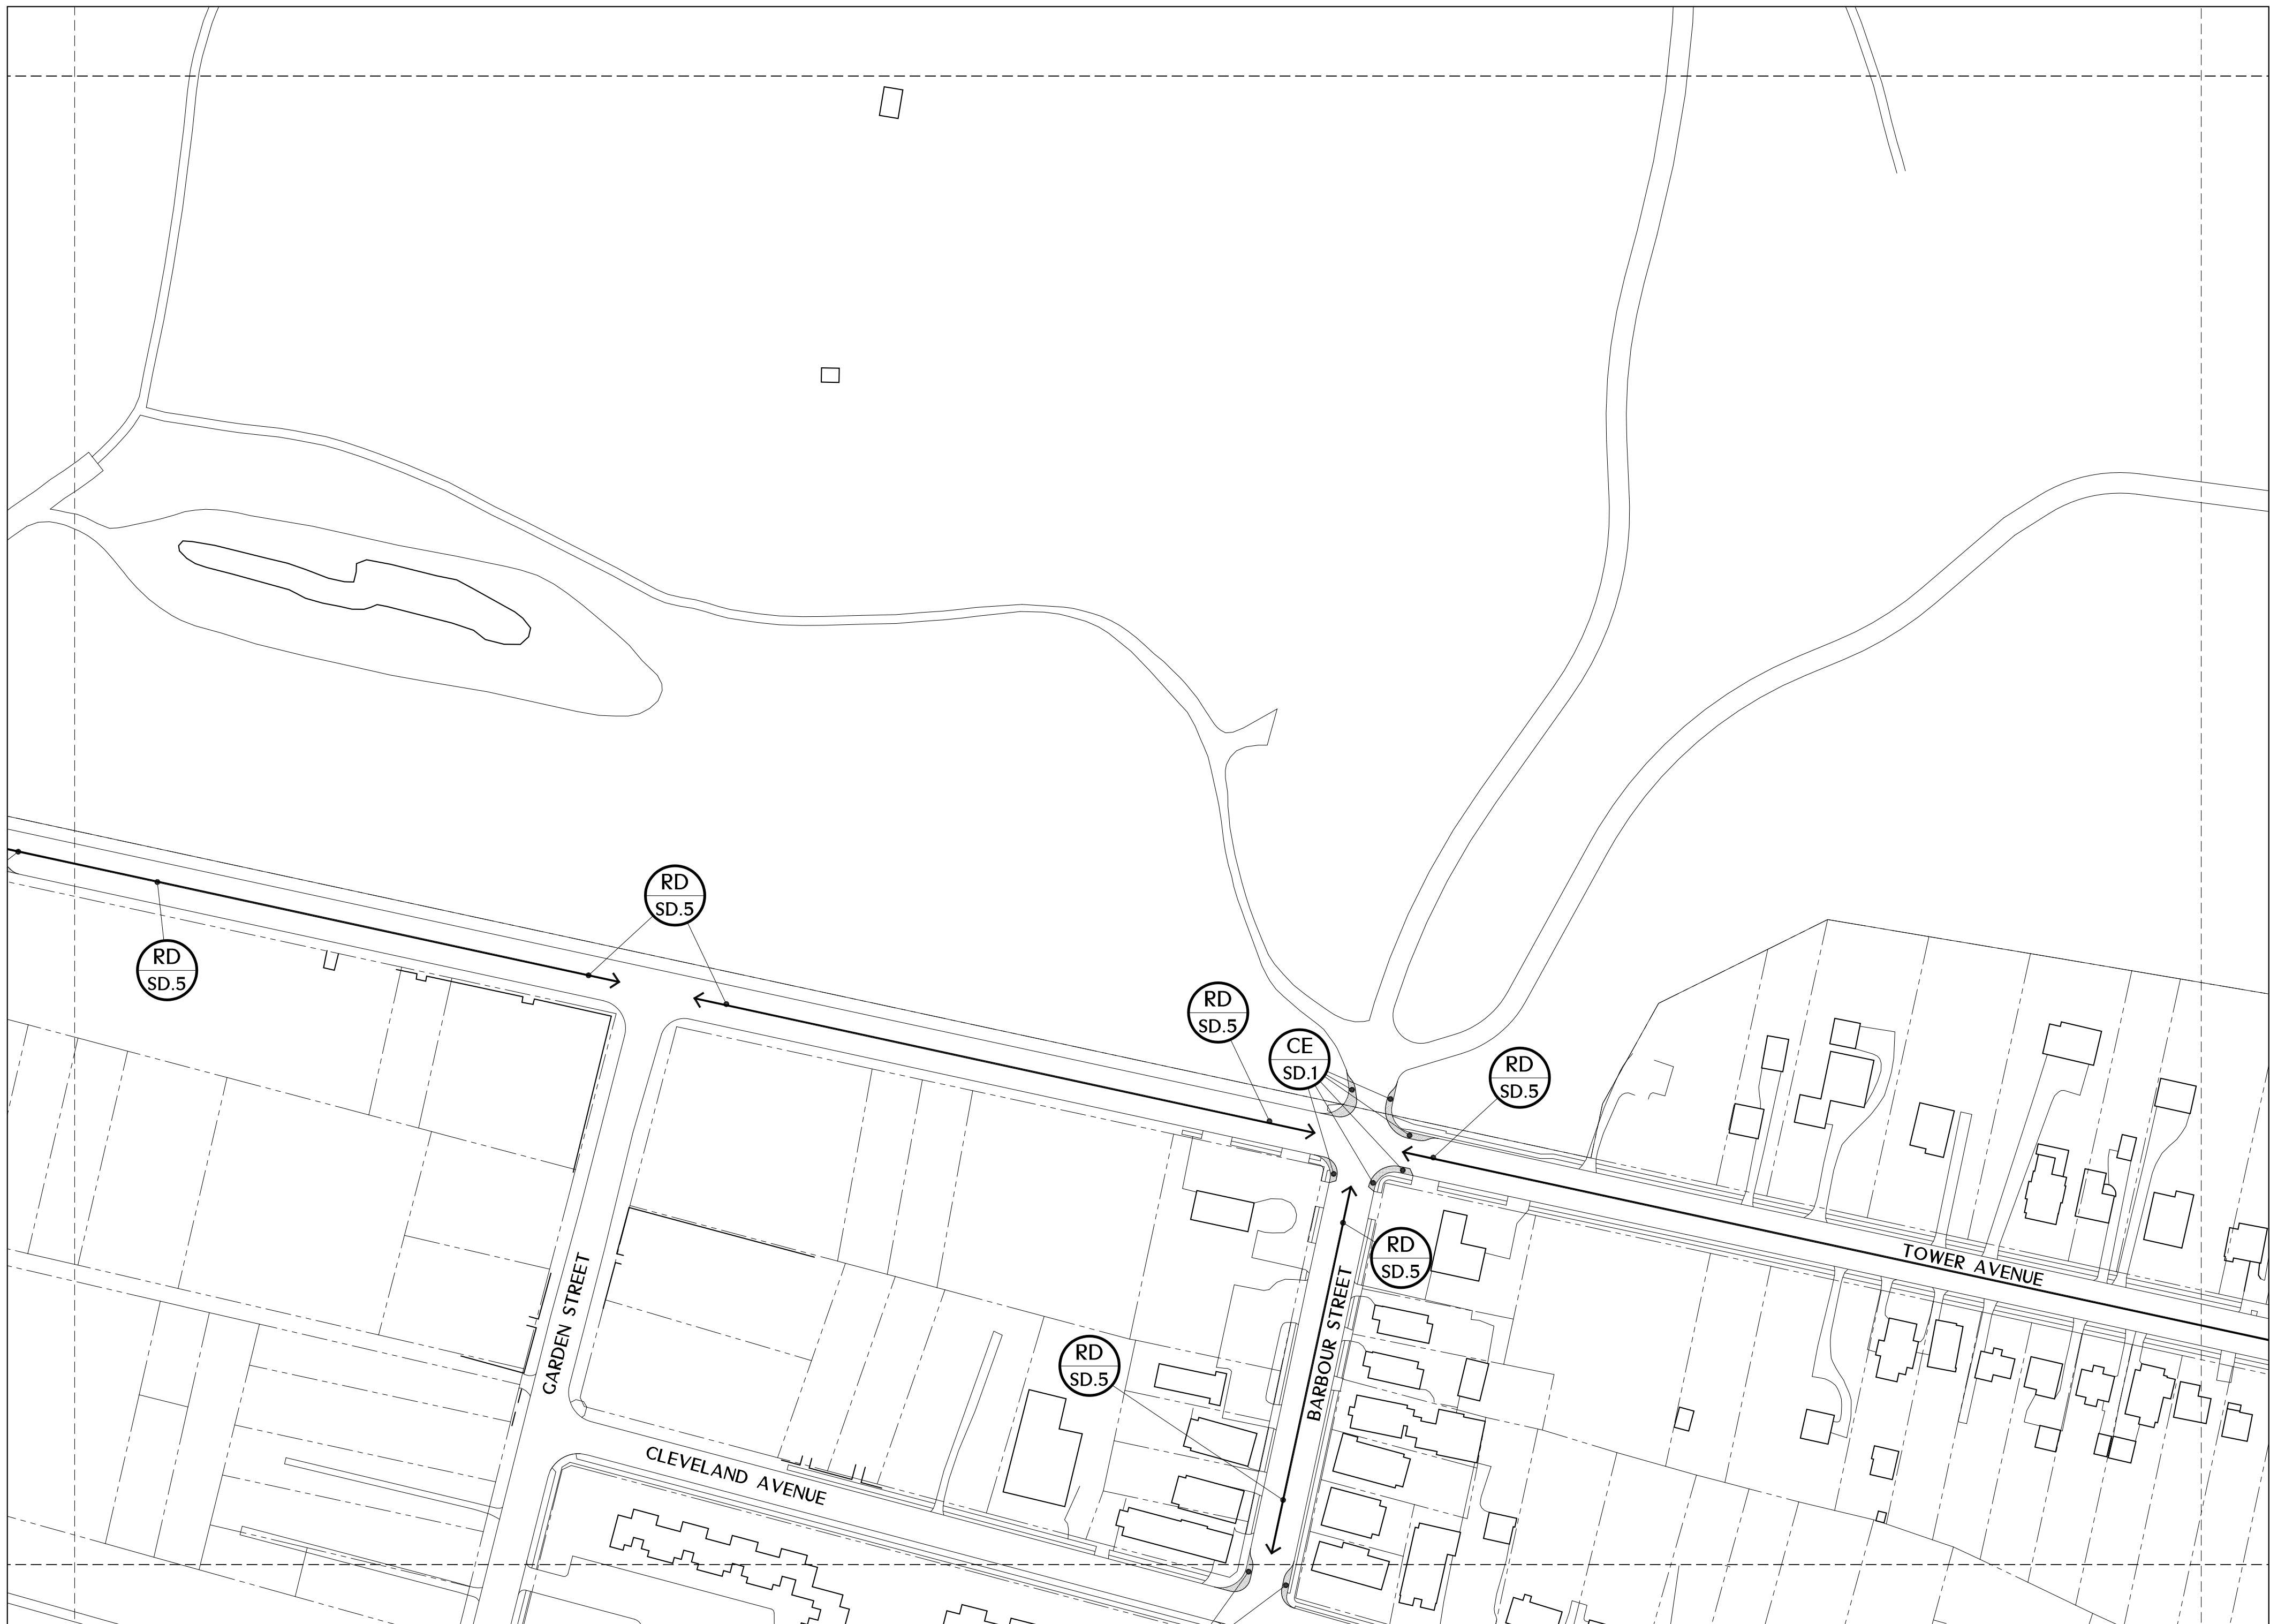 RD
SD.5
RD
SD.5
RD
SD.5
CE
SD.1
RD
SD.5
RD
SD.5
TOWER AVENUE
GARDEN STREET
BARBOUR STREET
RD
SD.5
CLEVELAND AVENUE